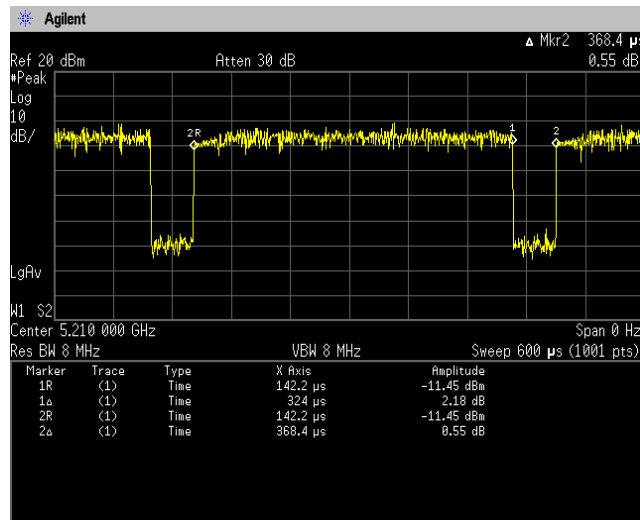 Agilent
Δ Mkr2 368.4 µs
Ref 20 dBm Atten 30 dB 0.55 dB
#Peak
Log
10
dB/
2R 1 2
LgAv
W1 S2
Center 5.210 000 GHz Span 0 Hz
Res BW 8 MHz VBW 8 MHz Sweep 600 µs (1001 pts)
Marker Trace Type X Axis Amplitude
1R (1) Time 142.2 µs -11.45 dBm
1Δ (1) Time 324 µs 2.18 dB
2R (1) Time 142.2 µs -11.45 dBm
2Δ (1) Time 368.4 µs 0.55 dB